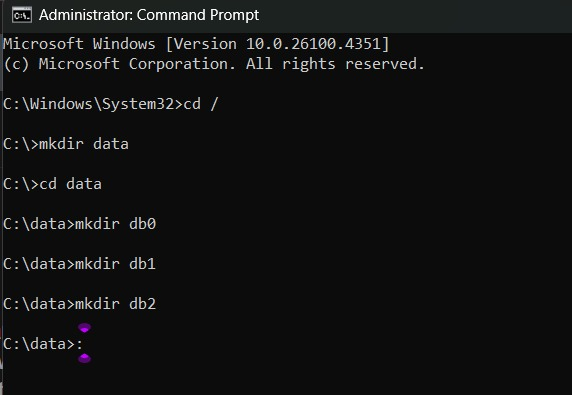 Administrator: Command Prompt
Microsoft Windows [Version 10.0.26100.4351]
(c) Microsoft Corporation. All rights reserved.
C:\Windows\System32>cd /
C:\>mkdir data
C:\>cd data
C:\data>mkdir db0
C:\data>mkdir db1
C:\data>mkdir db2
C:\data>: